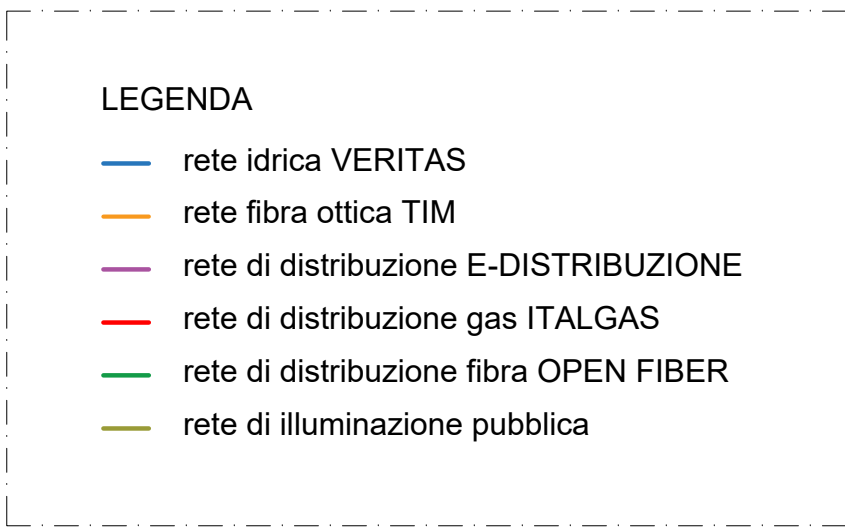 LEGENDA
rete idrica VERITAS
rete fibra ottica TIM
rete di distribuzione E-DISTRIBUZIONE
rete di distribuzione gas ITALGAS
rete di distribuzione fibra OPEN FIBER
rete di illuminazione pubblica